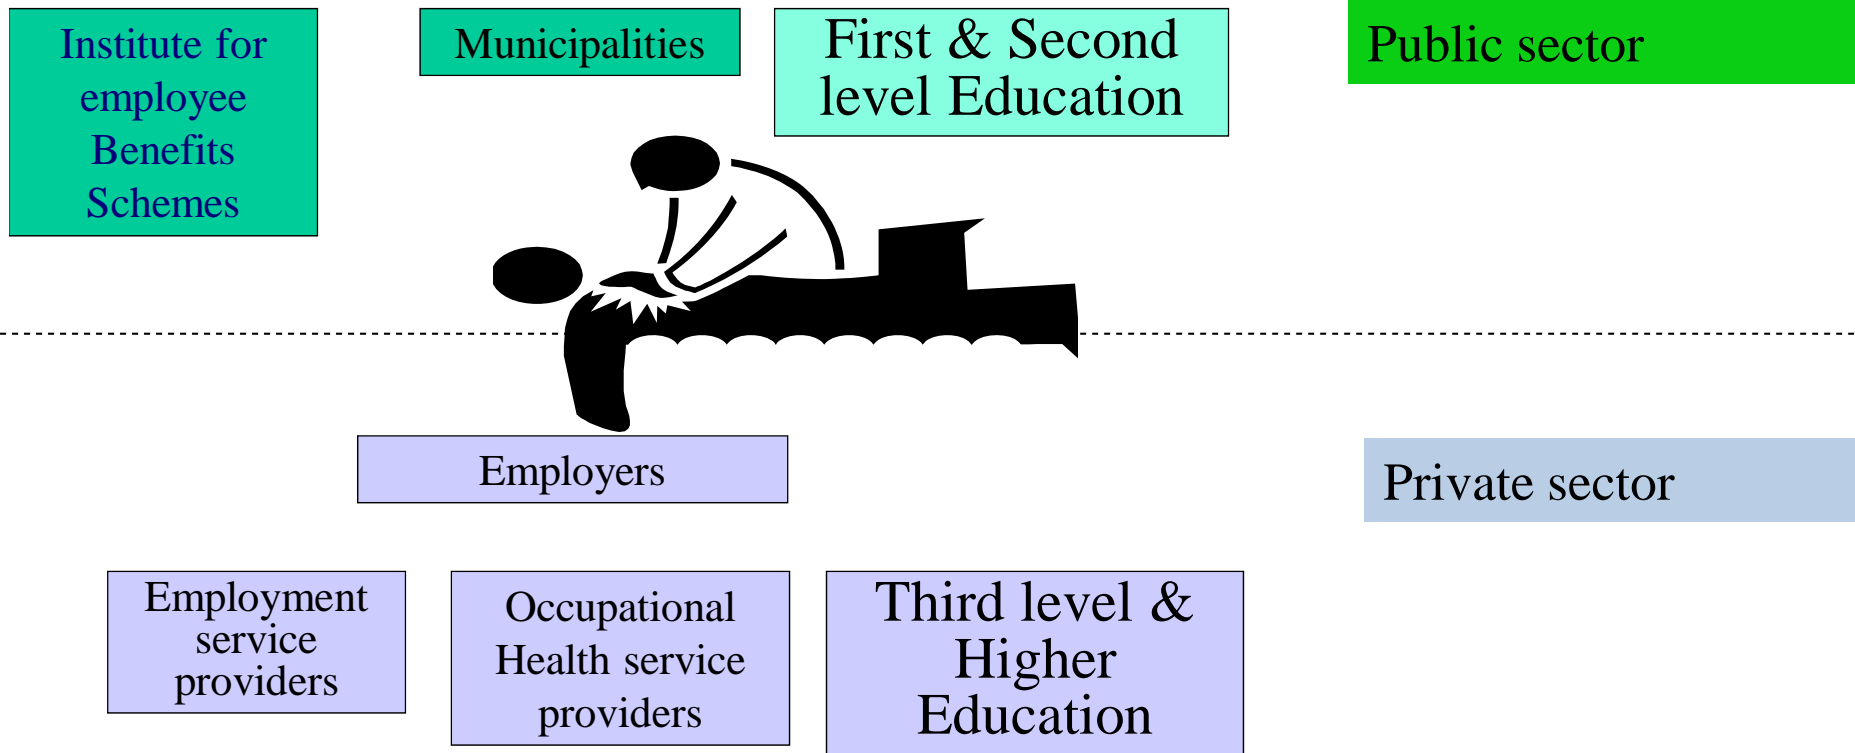 Institute for
employee
Benefits
Schemes
Municipalities
First & Second
level Education
Public sector
Employers
Private sector
Employment
service
providers
Occupational
Health service
providers
Third level &
Higher
Education